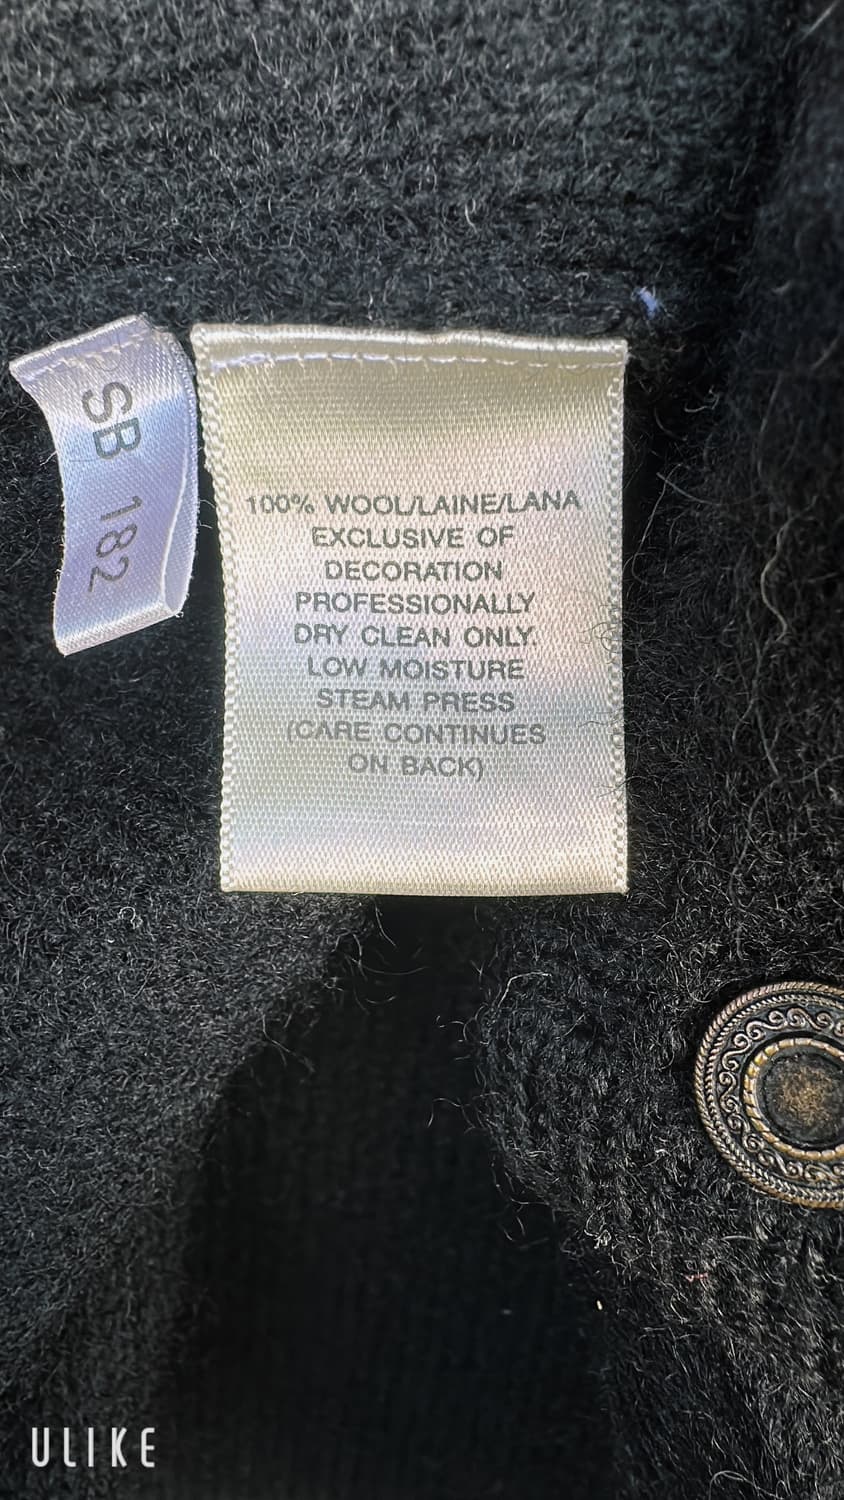 SB 182
100% WOOL/LAINE/LANA
EXCLUSIVE OF
DECORATION
PROFESSIONALLY
DRY CLEAN ONLY.
LOW MOISTURE
STEAM PRESS
(CARE CONTINUES
ON BACK)
ULIKE